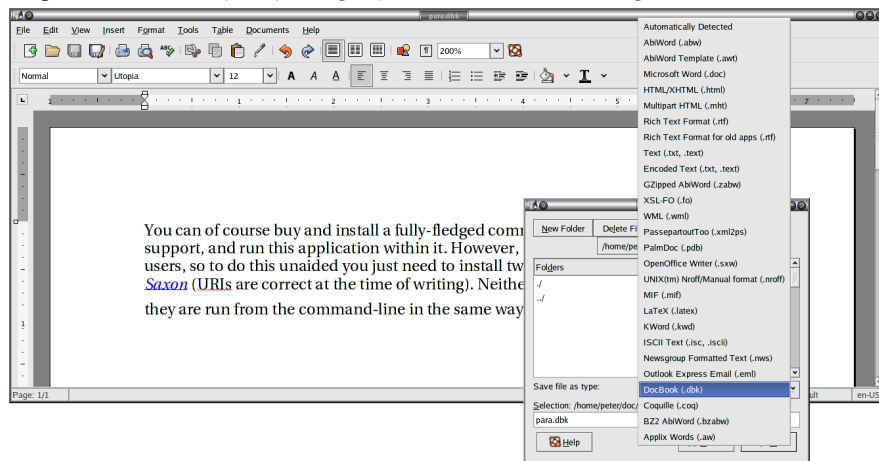 para.dbk
File Edit View Insert Format Tools Table Documents Help
200%
Normal Utopia 12 A A A T
1 1 2 3 4 5 7
You can of course buy and install a fully-fledged comm
support, and run this application within it. However,
users, so to do this unaided you just need to install tw
Saxon (URIs are correct at the time of writing). Neithe
they are run from the command-line in the same way
Page: 1/1
en-US
New Folder Delete Fi
/home/pe
Folders
./
../
Save file as type:
Selection: /home/peter/doc/
para.dbk
Help
Automatically Detected
AbiWord (.abw)
AbiWord Template (.awt)
Microsoft Word (.doc)
HTML/XHTML (.html)
Multipart HTML (.mht)
Rich Text Format (.rtf)
Rich Text Format for old apps (.rtf)
Text (.txt, .text)
Encoded Text (.txt, .text)
GZipped AbiWord (.zabw)
XSL-FO (.fo)
WML (.wml)
PassepartoutToo (.xml2ps)
PalmDoc (.pdb)
OpenOffice Writer (.sxw)
UNIX(tm) Nroff/Manual format (.nroff)
MIF (.mif)
LaTeX (.latex)
KWord (.kwd)
ISCII Text (.isc, .iscii)
Newsgroup Formatted Text (.nws)
Outlook Express Email (.eml)
DocBook (.dbk)
Coquille (.coq)
BZ2 AbiWord (.bzabw)
Applix Words (.aw)